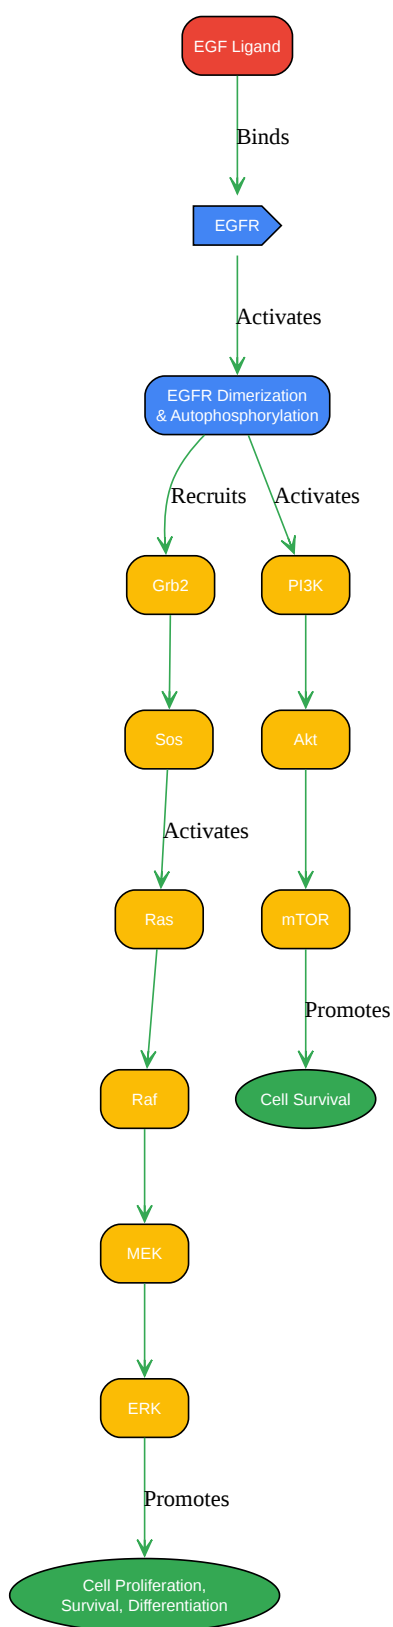 EGF Ligand
Binds
EGFR
Activates
EGFR Dimerization
& Autophosphorylation
Recruits
Activates
Grb2
PI3K
Sos
Akt
Activates
Ras
mTOR
Promotes
Raf
Cell Survival
MEK
ERK
Promotes
Cell Proliferation,
Survival, Differentiation